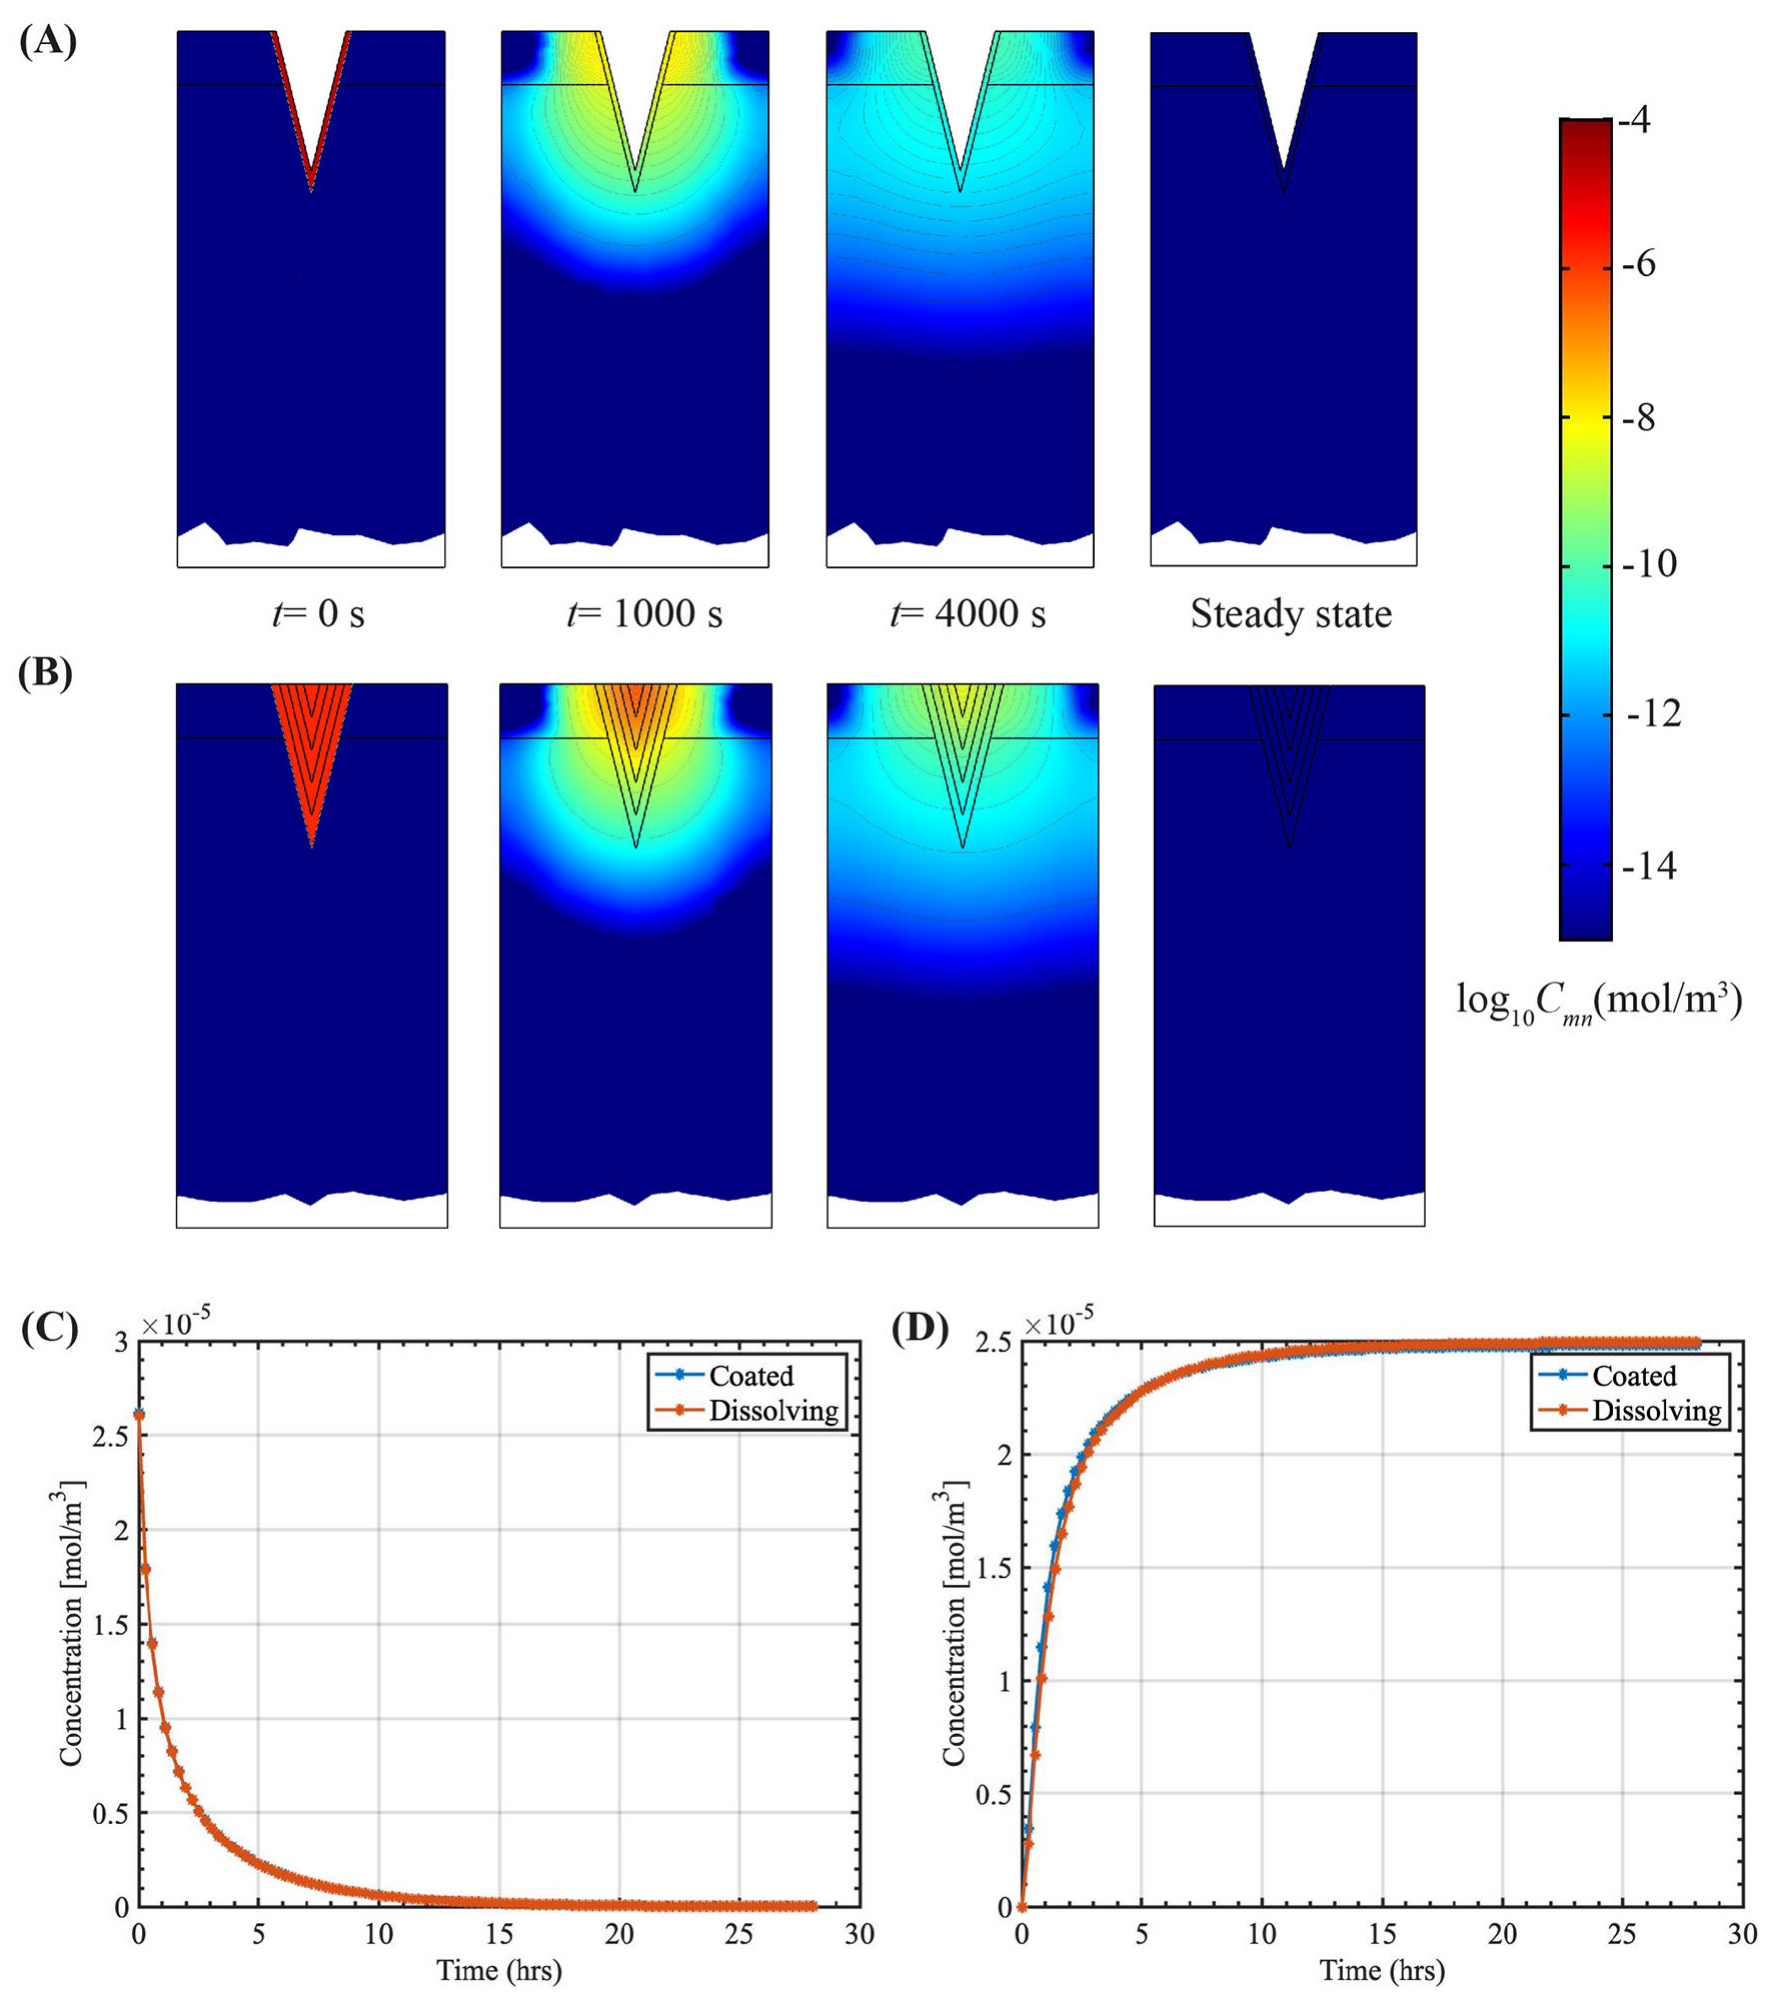 (A)
-4
-6
-8
-10
-12
-14
log₁₀Cₘₙ(mol/m³)
t= 0 s
t= 1000 s
t= 4000 s
Steady state
(B)
(C)
×10⁻⁵
3
2.5
2
1.5
1
0.5
0
0 5 10 15 20 25 30
Concentration [mol/m³]
Time (hrs)
Coated
Dissolving
(D)
×10⁻⁵
2.5
2
1.5
1
0.5
0
0 5 10 15 20 25 30
Concentration [mol/m³]
Time (hrs)
Coated
Dissolving